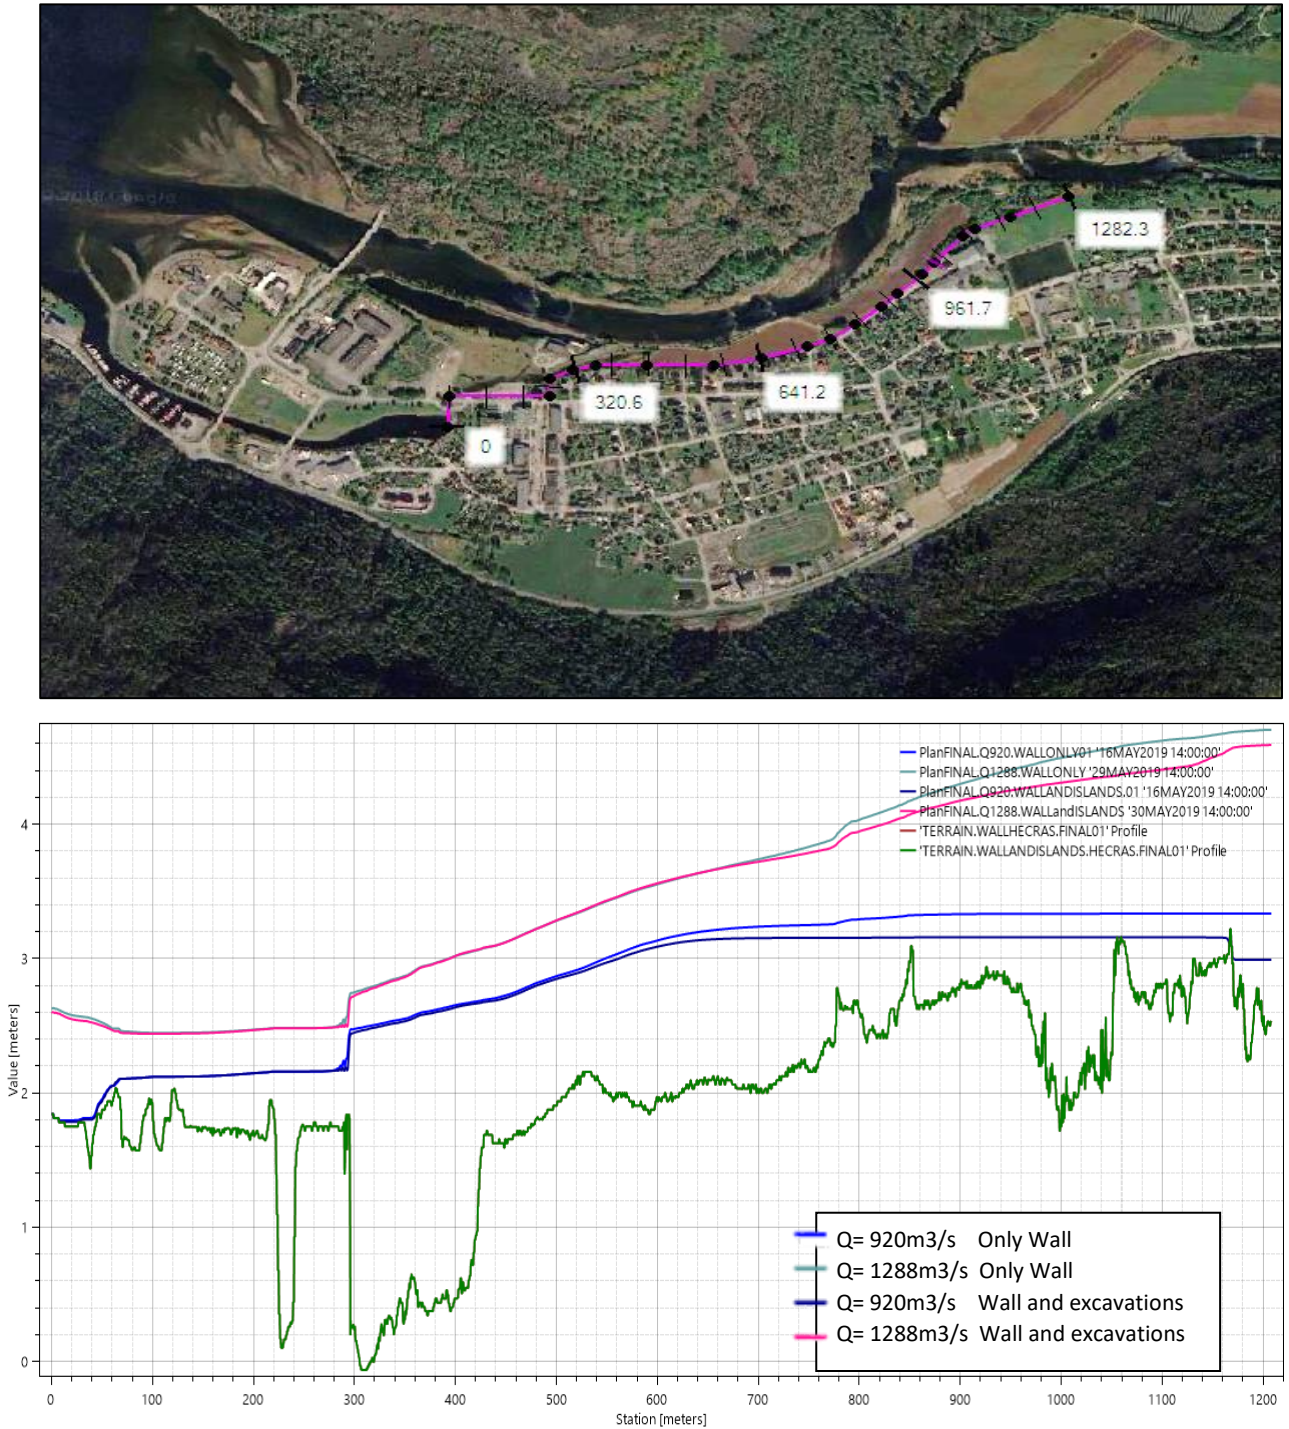 1282.3
961.7
641.2
320.6
0
PlanFINAL.Q920.WALLONLY01 '16MAY2019 14:00:00'
PlanFINAL.Q1288.WALLONLY '29MAY2019 14:00:00'
PlanFINAL.Q920.WALLANDISLANDS.01 '16MAY2019 14:00:00'
PlanFINAL.Q1288.WALLandISLANDS '30MAY2019 14:00:00'
'TERRAIN.WALLHECRAS.FINAL01' Profile
'TERRAIN.WALLANDISLANDS.HECRAS.FINAL01' Profile
4
3
2
1
0
Value [meters]
Q= 920m3/s Only Wall
Q= 1288m3/s Only Wall
Q= 920m3/s Wall and excavations
Q= 1288m3/s Wall and excavations
0 100 200 300 400 500 600 700 800 900 1000 1100 1200
Station [meters]